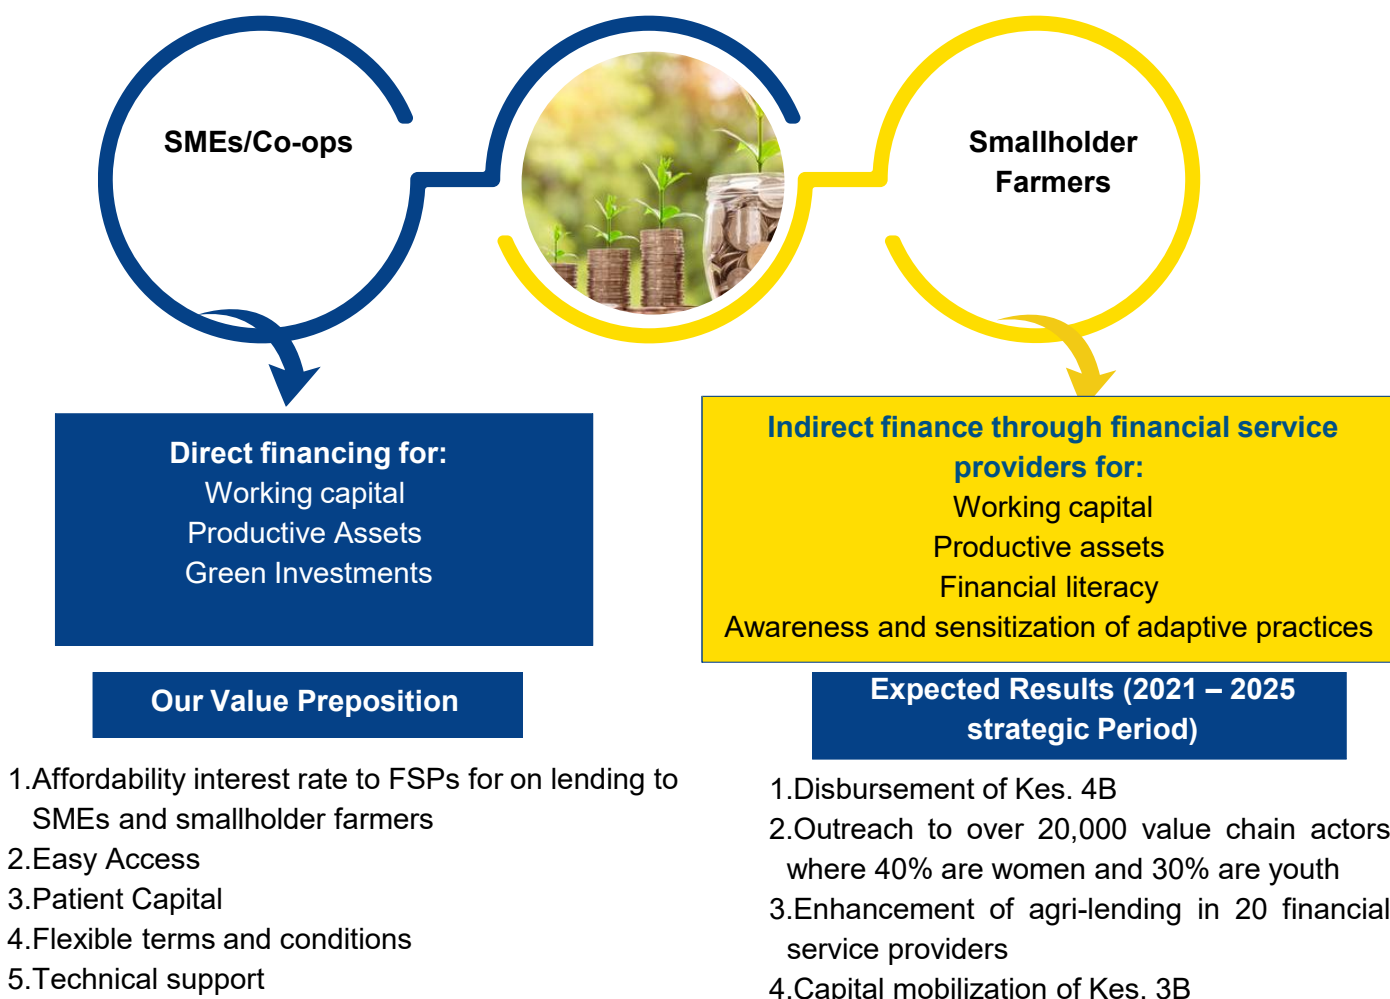 SMEs/Co-ops
Smallholder
Farmers
Direct financing for:
Working capital
Productive Assets
Green Investments
Indirect finance through financial service
providers for:
Working capital
Productive assets
Financial literacy
Awareness and sensitization of adaptive practices
Our Value Preposition
1.Affordability interest rate to FSPs for on lending to
SMEs and smallholder farmers
2.Easy Access
3.Patient Capital
4.Flexible terms and conditions
5.Technical support
Expected Results (2021 – 2025
strategic Period)
1.Disbursement of Kes. 4B
2.Outreach to over 20,000 value chain actors
where 40% are women and 30% are youth
3.Enhancement of agri-lending in 20 financial
service providers
4.Capital mobilization of Kes. 3B